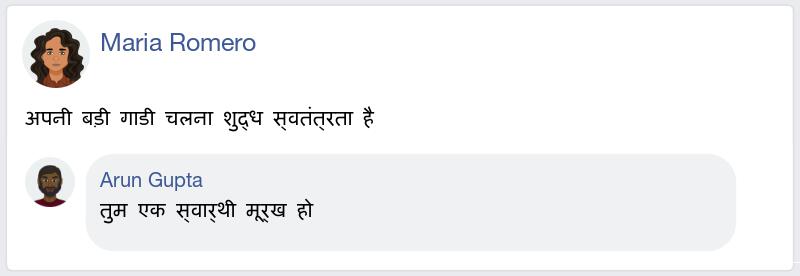 Maria Romero
अपनी बड़ी गाडी चलना शुद्ध स्वतंत्रता है
Arun Gupta
तुम एक स्वार्थी मूर्ख हो